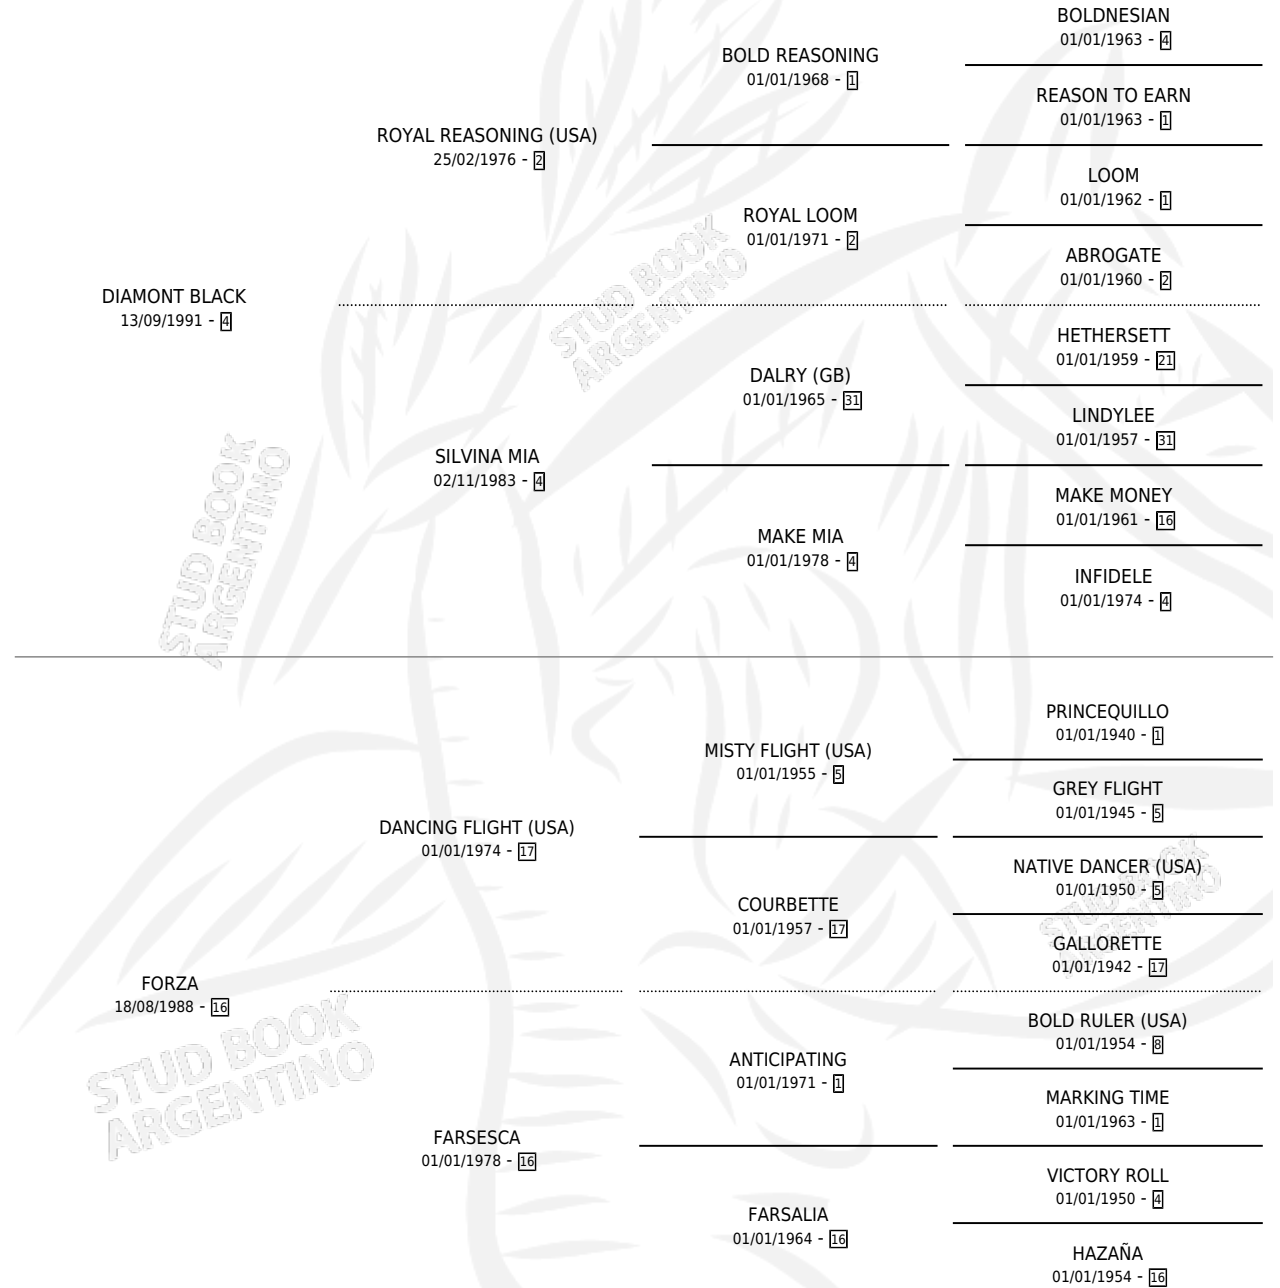 BOLDNESIAN
01/01/1963 - 4
BOLD REASONING
01/01/1968 - 1
REASON TO EARN
01/01/1963 - 1
ROYAL REASONING (USA)
25/02/1976 - 2
LOOM
01/01/1962 - 1
ROYAL LOOM
01/01/1971 - 2
ABROGATE
01/01/1960 - 2
DIAMONT BLACK
13/09/1991 - 4
HETHERSETT
01/01/1959 - 21
DALRY (GB)
01/01/1965 - 31
LINDYLEE
01/01/1957 - 31
SILVINA MIA
02/11/1983 - 4
MAKE MONEY
01/01/1961 - 16
MAKE MIA
01/01/1978 - 4
INFIDELE
01/01/1974 - 4
STUD BOOK
ARGENTINO
STUD BOOK
ARGENTINO
PRINCEQUILLO
01/01/1940 - 1
MISTY FLIGHT (USA)
01/01/1955 - 5
GREY FLIGHT
01/01/1945 - 5
DANCING FLIGHT (USA)
01/01/1974 - 17
NATIVE DANCER (USA)
01/01/1950 - 5
COURBETTE
01/01/1957 - 17
GALLORETTE
01/01/1942 - 17
FORZA
18/08/1988 - 16
BOLD RULER (USA)
01/01/1954 - 8
ANTICIPATING
01/01/1971 - 1
MARKING TIME
01/01/1963 - 1
FARSESCA
01/01/1978 - 16
VICTORY ROLL
01/01/1950 - 4
FARSALIA
01/01/1964 - 16
HAZAÑA
01/01/1954 - 16
STUD BOOK
ARGENTINO
STUD BOOK
ARGENTINO